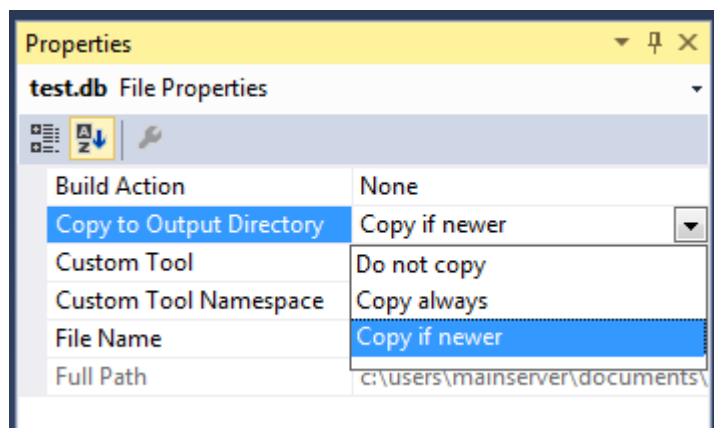 Properties
test.db File Properties
Build Action None
Copy to Output Directory Copy if newer
Custom Tool Do not copy
Custom Tool Namespace Copy always
File Name Copy if newer
Full Path c:\users\mainserver\documents\